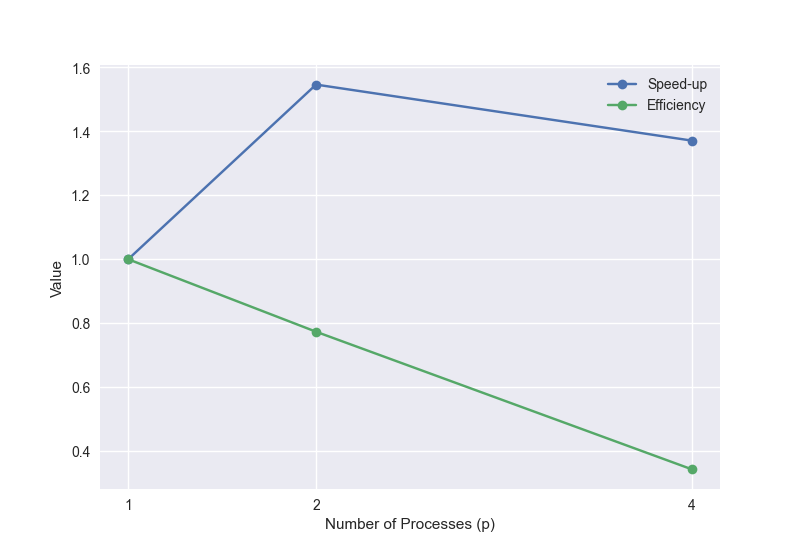 1.6
1.4
1.2
1.0
0.8
0.6
0.4
Value
Speed-up
Efficiency
1 2 4
Number of Processes (p)